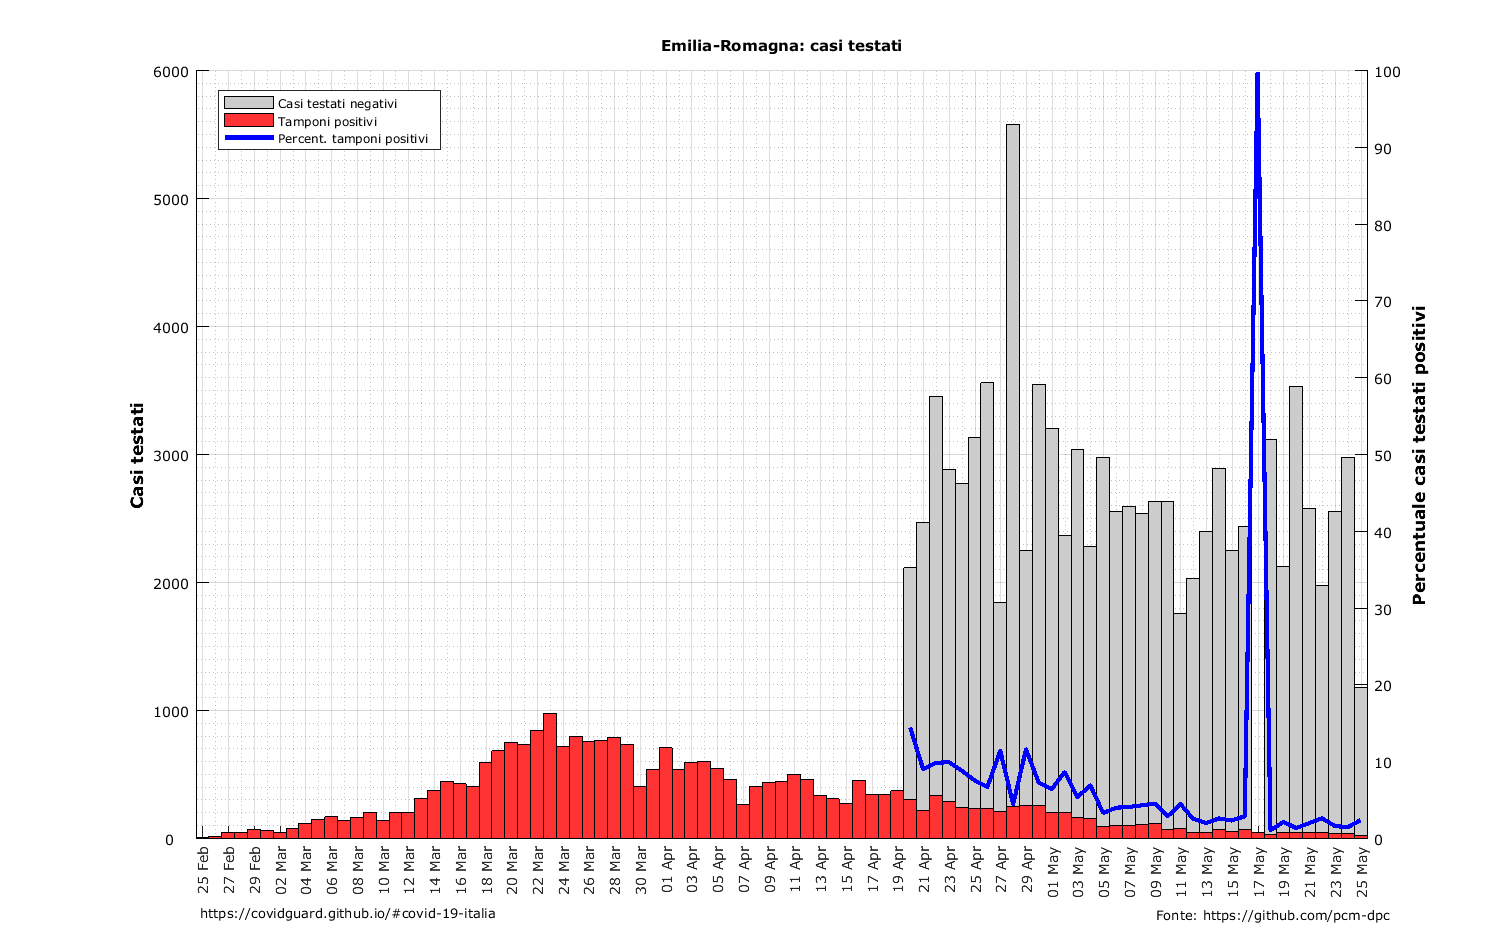 Emilia-Romagna: casi testati
6000
5000
4000
3000
2000
1000
0
Casi testati
Casi testati negativi
Tamponi positivi
Percent. tamponi positivi
100
90
80
70
60
50
40
30
20
10
0
Percentuale casi testati positivi
25 Feb
27 Feb
29 Feb
02 Mar
04 Mar
06 Mar
08 Mar
10 Mar
12 Mar
14 Mar
16 Mar
18 Mar
20 Mar
22 Mar
24 Mar
26 Mar
28 Mar
30 Mar
01 Apr
03 Apr
05 Apr
07 Apr
09 Apr
11 Apr
13 Apr
15 Apr
17 Apr
19 Apr
21 Apr
23 Apr
25 Apr
27 Apr
29 Apr
01 May
03 May
05 May
07 May
09 May
11 May
13 May
15 May
17 May
19 May
21 May
23 May
25 May
https://covidguard.github.io/#covid-19-italia
Fonte: https://github.com/pcm-dpc